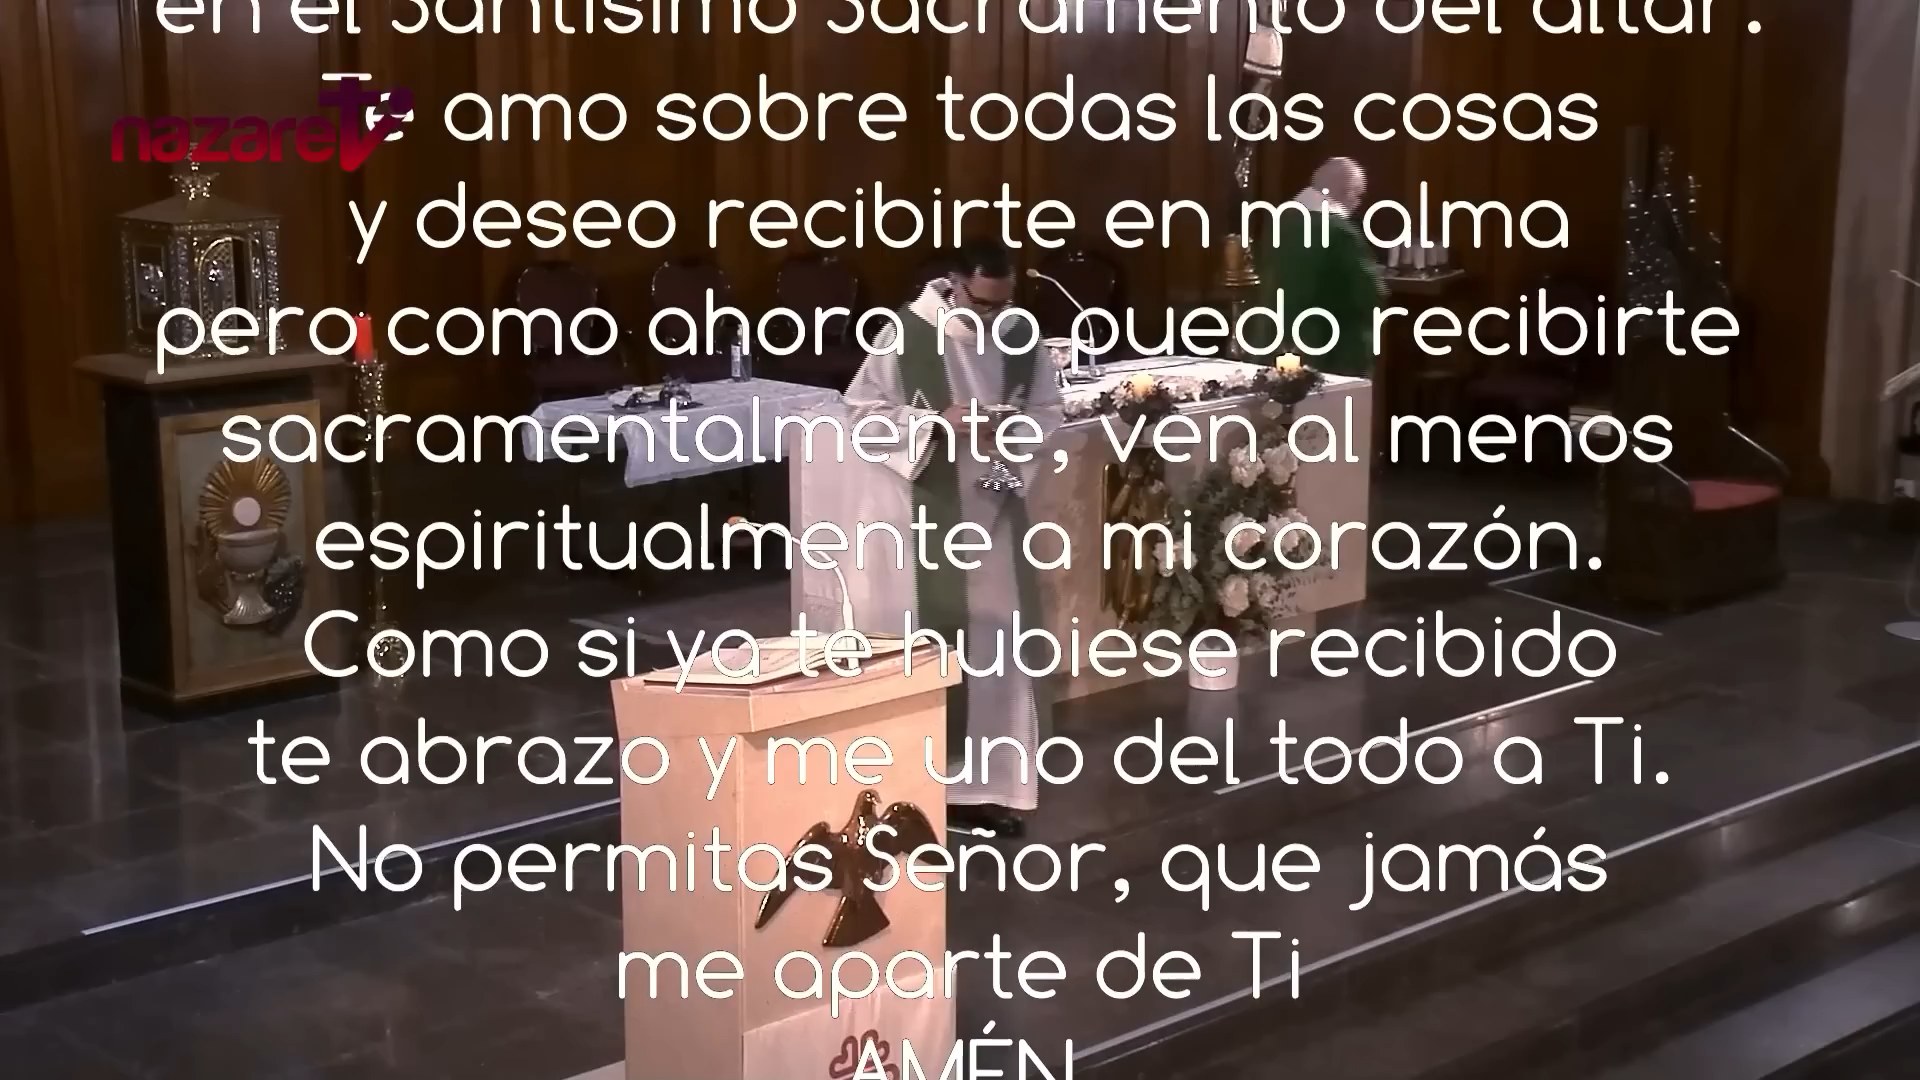 en el Santísimo Sacramento del altar.
Te amo sobre todas las cosas
nazaretv
y deseo recibirte en mi alma
pero como ahora no puedo recibirte
sacramentalmente, ven al menos
espiritualmente a mi corazón.
Como si ya te hubiese recibido
te abrazo y me uno del todo a Ti.
No permitas Señor, que jamás
me aparte de Ti
AMÉN